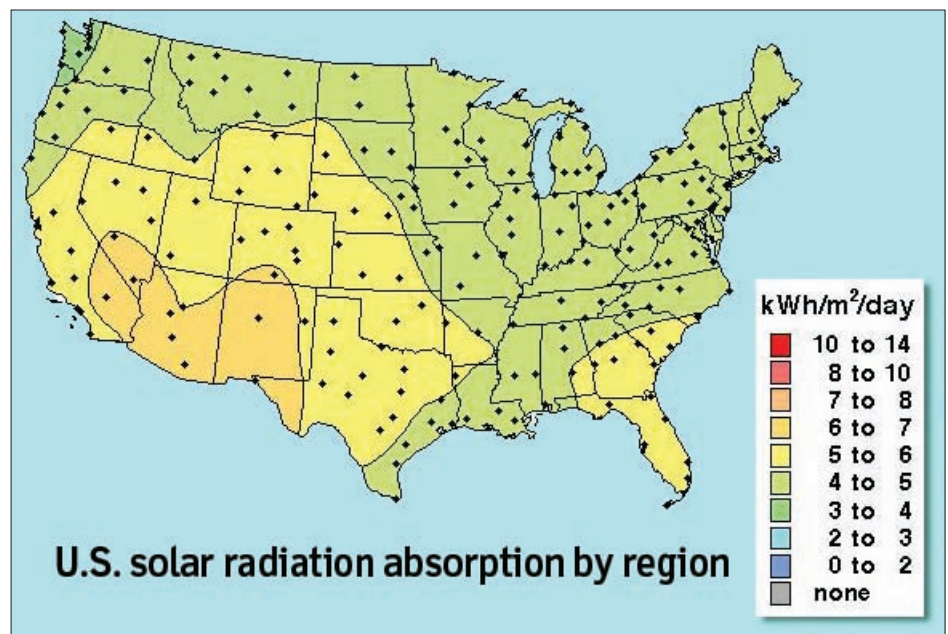 kWh/m²/day
10 to 14
8 to 10
7 to 8
6 to 7
5 to 6
4 to 5
3 to 4
2 to 3
0 to 2
none
U.S. solar radiation absorption by region